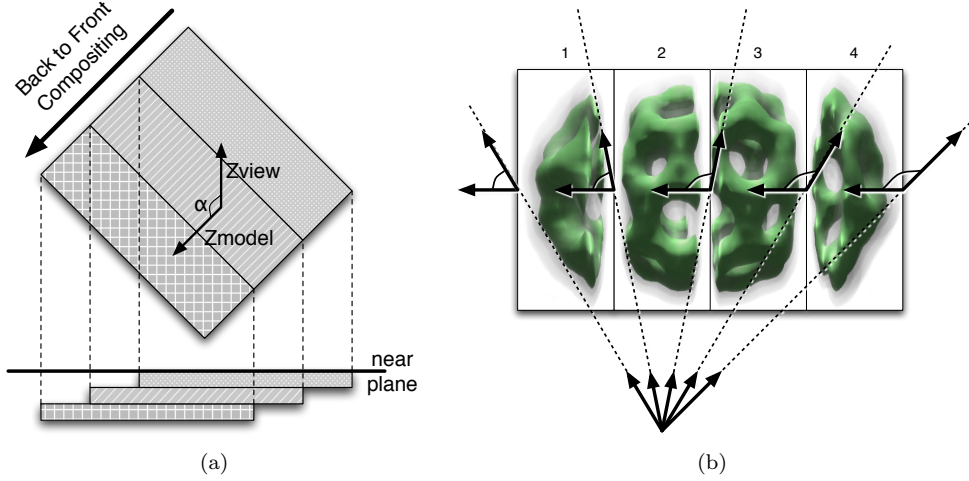 Back to Front
Compositing
Zview
α
Zmodel
near
plane
(a)
1 2 3 4
(b)